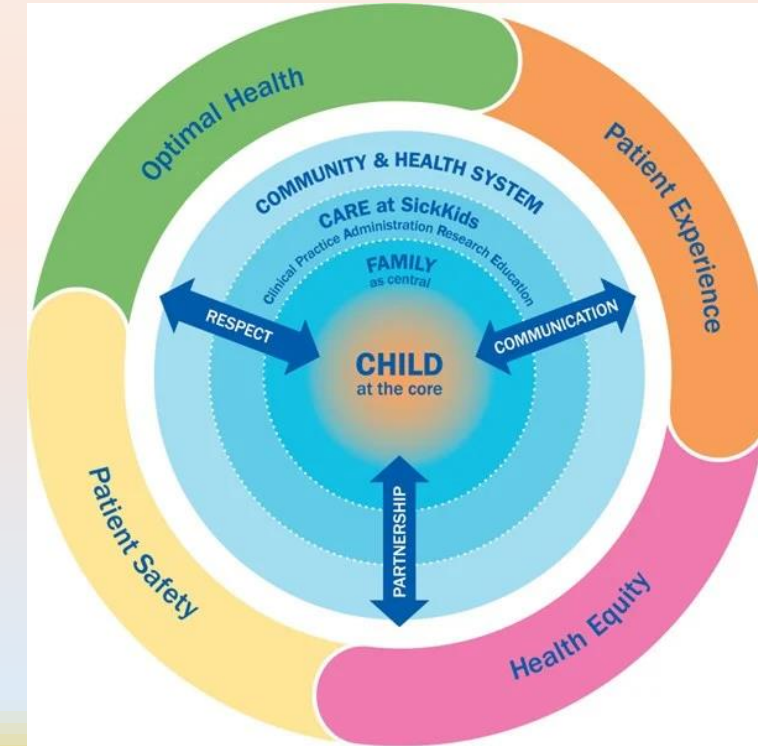 Optimal Health
Patient Experience
COMMUNITY & HEALTH SYSTEM
CARE at SickKids
Clinical Practice Administration Research Education
FAMILY
as central
RESPECT
COMMUNICATION
CHILD
at the core
PARTNERSHIP
Patient Safety
Health Equity